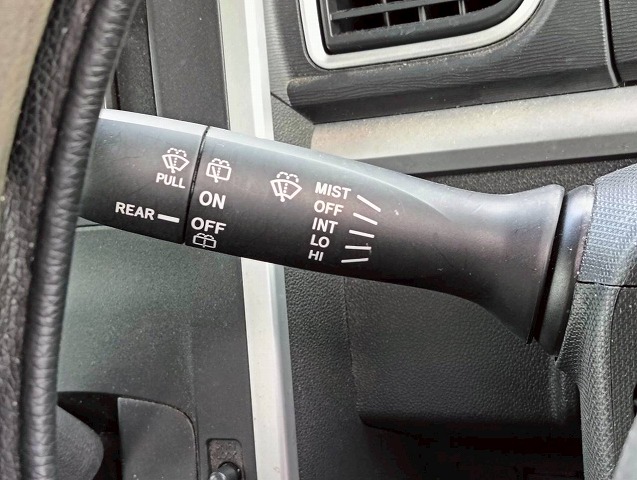 PULL
REAR
ON
OFF
MIST
OFF
INT
LO
HI